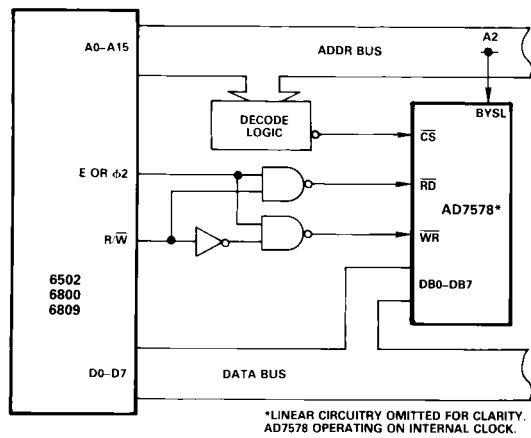 A0–A15
ADDR BUS
A2
DECODE
LOGIC
BYSL
CS
E OR ϕ2
RD
AD7578*
R/W
WR
6502
6800
6809
DB0–DB7
D0–D7
DATA BUS
*LINEAR CIRCUITRY OMITTED FOR CLARITY.
AD7578 OPERATING ON INTERNAL CLOCK.